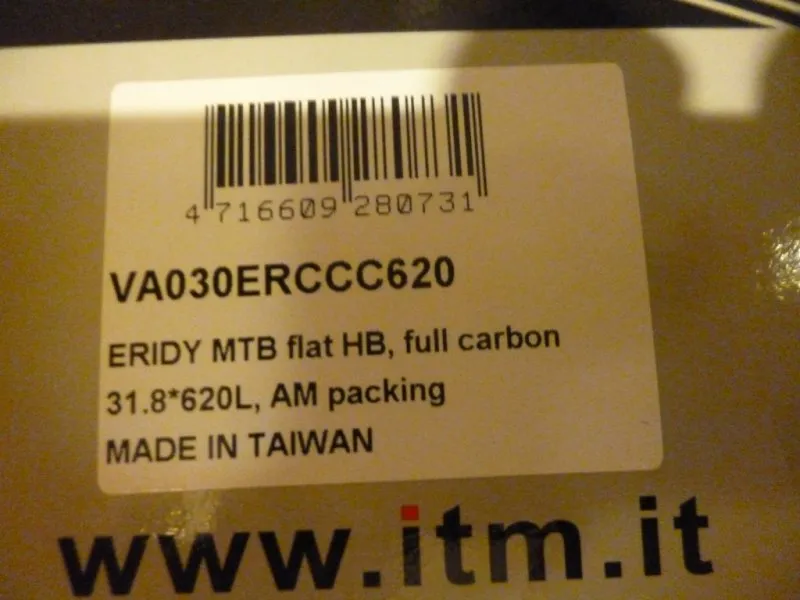 4 716609 280731
VA030ERCCC620
ERIDY MTB flat HB, full carbon
31.8*620L, AM packing
MADE IN TAIWAN
www.itm.it